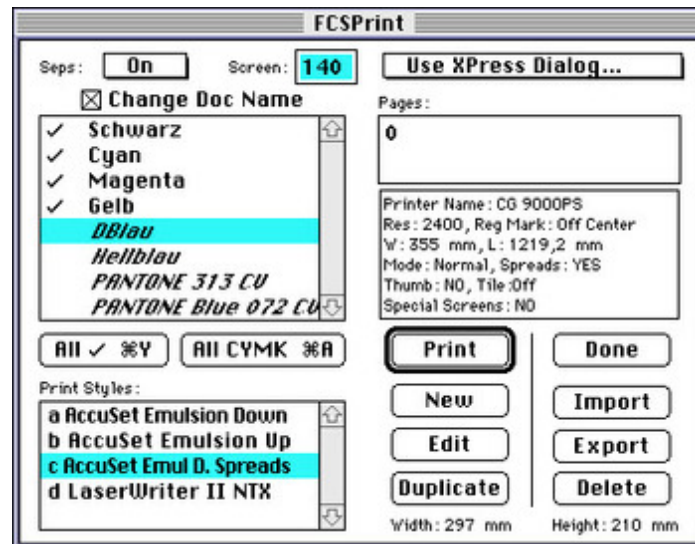 FCSPrint
Seps: On Screen: 140
Change Doc Name
Schwarz
Cyan
Magenta
Gelb
DBlau
Hellblau
PANTONE 313 CV
PANTONE Blue 072 CV
All ✓ ⌘Y
All CYMK ⌘A
Print Styles:
a AccuSet Emulsion Down
b AccuSet Emulsion Up
c AccuSet Emul D. Spreads
d LaserWriter II NTX
Use XPress Dialog...
Pages:
0
Printer Name: CG 9000PS
Res: 2400, Reg Mark: Off Center
W: 355 mm, L: 1219,2 mm
Mode: Normal, Spreads: YES
Thumb: NO, Tile:Off
Special Screens: NO
Print
Done
New
Import
Edit
Export
Duplicate
Delete
Width: 297 mm
Height: 210 mm